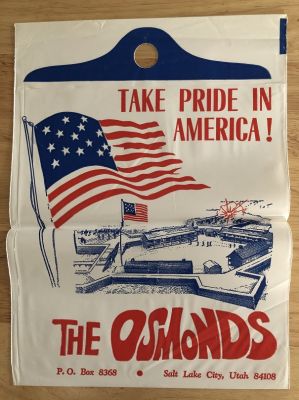 TAKE PRIDE IN
AMERICA!
THE OSMONDS
P. O. Box 8368 • Salt Lake City, Utah 84108